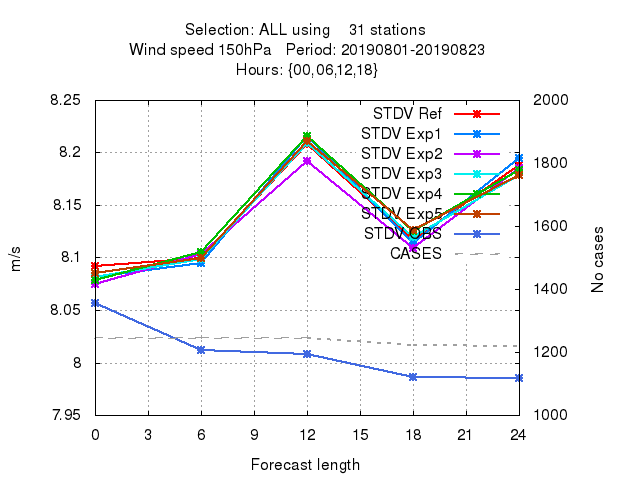 Selection: ALL using 31 stations
Wind speed 150hPa Period: 20190801-20190823
Hours: {00,06,12,18}
8.25 2000
STDV Ref
STDV Exp1
8.2 STDV Exp2 1800
STDV Exp3
STDV Exp4
8.15 STDV Exp5 1600
STDV OBS
8.1 CASES
m/s No cases
8.05 1400
8 1200
7.95 1000
0 3 6 9 12 15 18 21 24
Forecast length